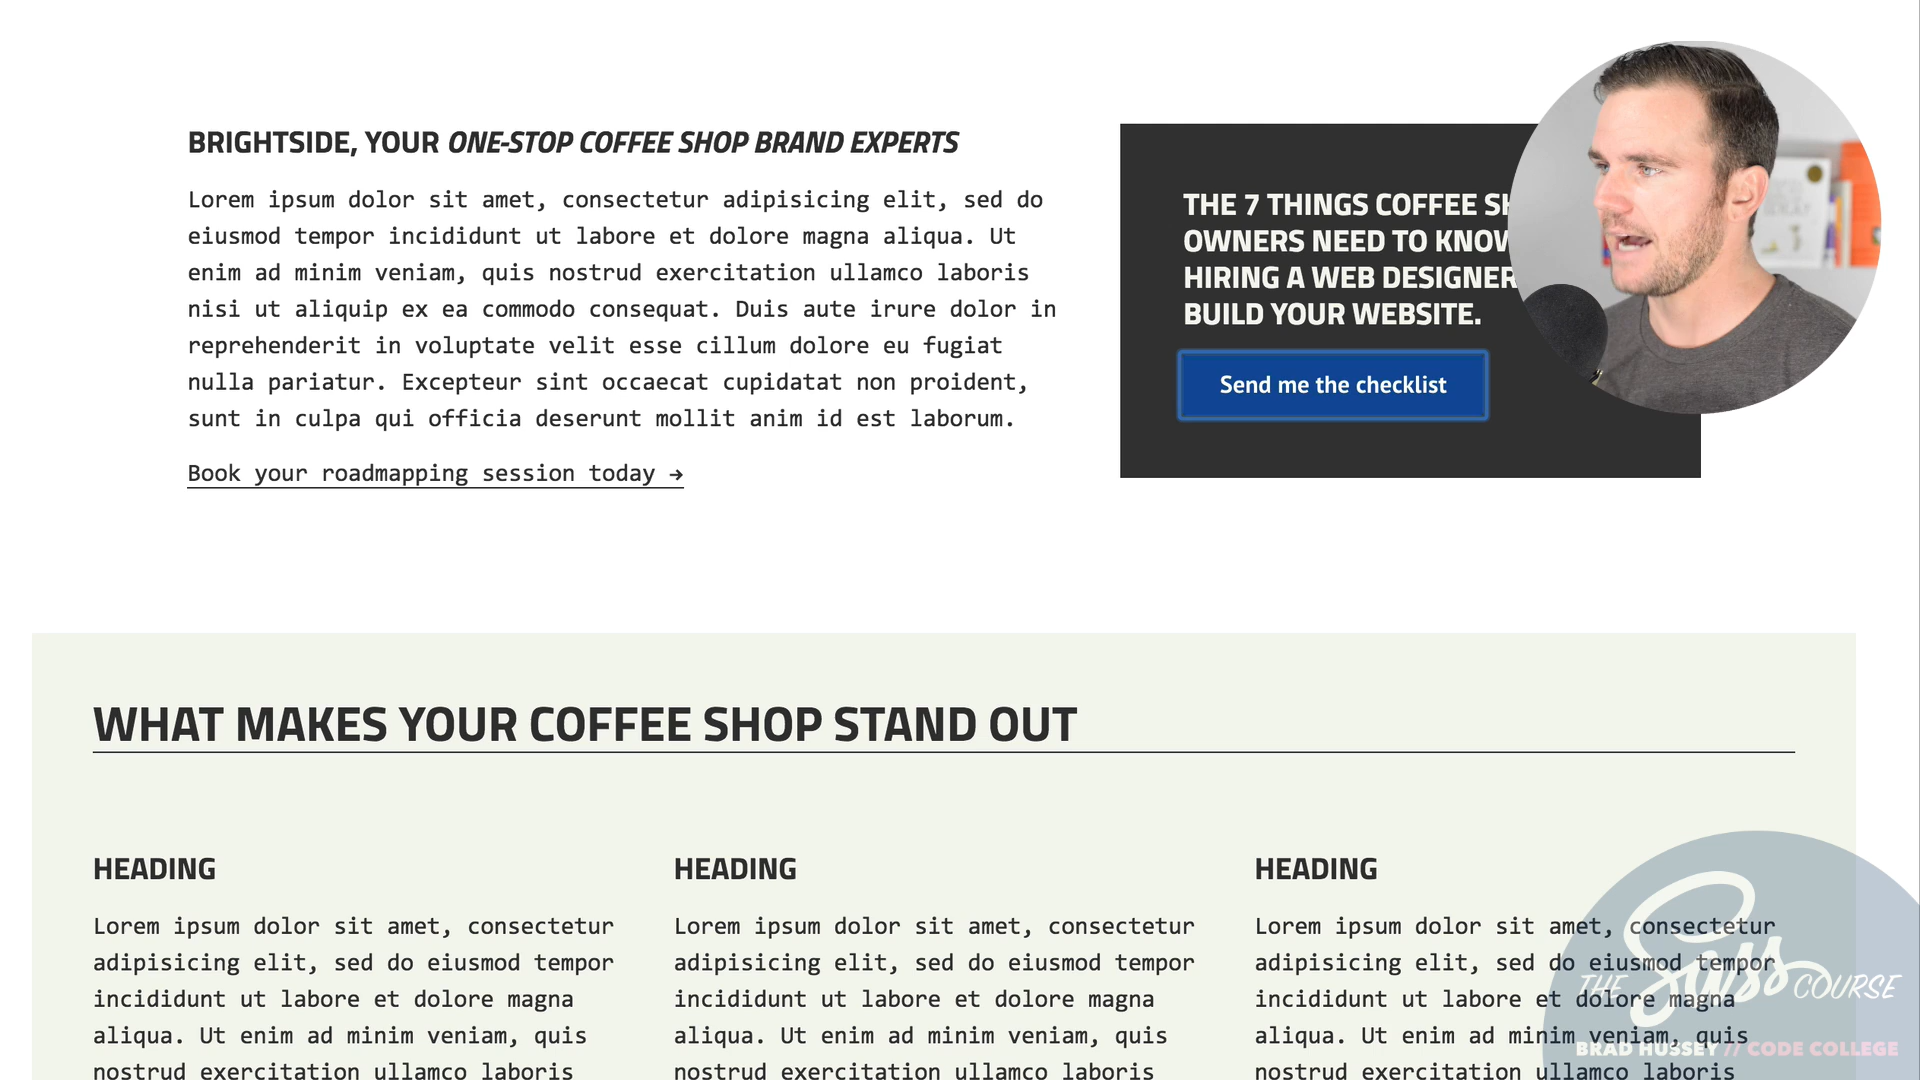 BRIGHTSIDE, YOUR ONE-STOP COFFEE SHOP BRAND EXPERTS
Lorem ipsum dolor sit amet, consectetur adipisicing elit, sed do
eiusmod tempor incididunt ut labore et dolore magna aliqua. Ut
enim ad minim veniam, quis nostrud exercitation ullamco laboris
nisi ut aliquip ex ea commodo consequat. Duis aute irure dolor in
reprehenderit in voluptate velit esse cillum dolore eu fugiat
nulla pariatur. Excepteur sint occaecat cupidatat non proident,
sunt in culpa qui officia deserunt mollit anim id est laborum.
Book your roadmapping session today →
THE 7 THINGS COFFEE
OWNERS NEED TO KNOW
HIRING A WEB DESIGNER
BUILD YOUR WEBSITE.
Send me the checklist
WHAT MAKES YOUR COFFEE SHOP STAND OUT
HEADING
Lorem ipsum dolor sit amet, consectetur
adipisicing elit, sed do eiusmod tempor
incididunt ut labore et dolore magna
aliqua. Ut enim ad minim veniam, quis
nostrud exercitation ullamco laboris
HEADING
Lorem ipsum dolor sit amet, consectetur
adipisicing elit, sed do eiusmod tempor
incididunt ut labore et dolore magna
aliqua. Ut enim ad minim veniam, quis
nostrud exercitation ullamco laboris
HEADING
Lorem ipsum dolor sit amet, consectetur
adipisicing elit, sed do eiusmod tempor
incididunt ut labore et dolore magna
aliqua. Ut enim ad minim veniam, quis
nostrud exercitation ullamco laboris
THE Sass COURSE
BRAD HUSSEY // CODE COLLEGE